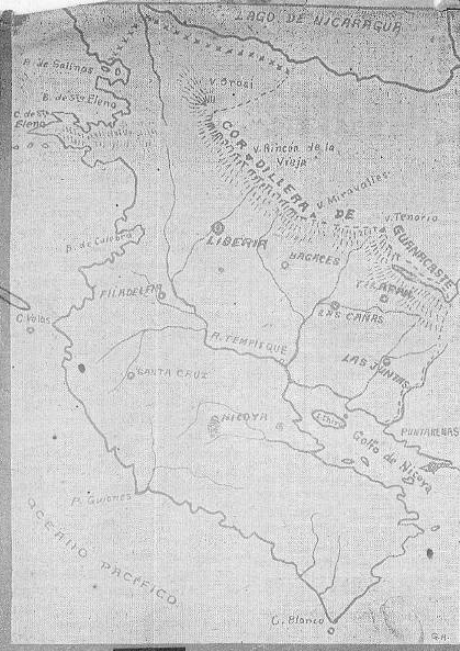 LAGO DE NICARAGUA
B. de Salinas
V. Orosi
B. de Sta Elena
C. de Sta
Elena
CORDILLERA DE GUANACASTE
V. Rincón de la
Vieja
V. Miravalles
V. Tenorio
B. de Culebra
LIBERIA
BAGACES
FILADELFIA
TILARAN
C. Velas
LAS CAÑAS
R. TEMPISQUE
LAS JUNTAS
SANTA CRUZ
NICOYA
I. Chira
PUNTARENAS
Golfo de Nicoya
P. Guiones
OCEANO PACIFICO
C. Blanco
G.A.